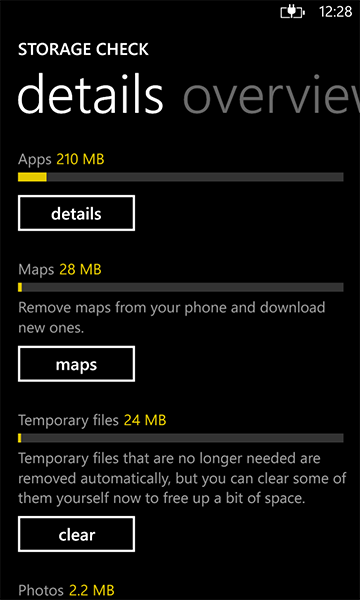 12:28
STORAGE CHECK
details overview
Apps 210 MB
details
Maps 28 MB
Remove maps from your phone and download
new ones.
maps
Temporary files 24 MB
Temporary files that are no longer needed are
removed automatically, but you can clear some of
them yourself now to free up a bit of space.
clear
Photos 2.2 MB